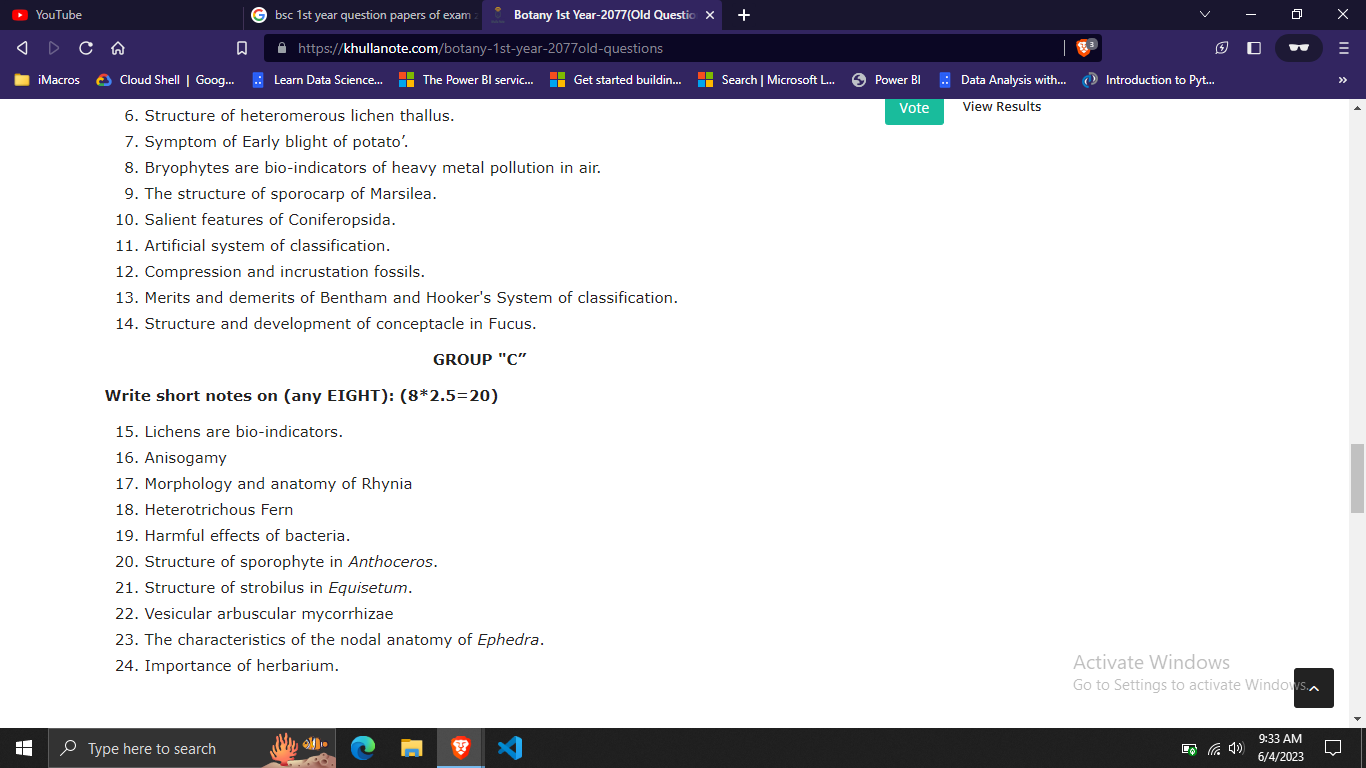 YouTube
bsc 1st year question papers of exam
Botany 1st Year-2077(Old Questio
https://khullanote.com/botany-1st-year-2077old-questions
3
iMacros
Cloud Shell | Goog...
Learn Data Science...
The Power BI servic...
Get started buildin...
Search | Microsoft L...
Power BI
Data Analysis with...
Introduction to Pyt...
»
6. Structure of heteromerous lichen thallus.
Vote
View Results
7. Symptom of Early blight of potato’.
8. Bryophytes are bio-indicators of heavy metal pollution in air.
9. The structure of sporocarp of Marsilea.
10. Salient features of Coniferopsida.
11. Artificial system of classification.
12. Compression and incrustation fossils.
13. Merits and demerits of Bentham and Hooker's System of classification.
14. Structure and development of conceptacle in Fucus.
GROUP "C”
Write short notes on (any EIGHT): (8*2.5=20)
15. Lichens are bio-indicators.
16. Anisogamy
17. Morphology and anatomy of Rhynia
18. Heterotrichous Fern
19. Harmful effects of bacteria.
20. Structure of sporophyte in Anthoceros.
21. Structure of strobilus in Equisetum.
22. Vesicular arbuscular mycorrhizae
23. The characteristics of the nodal anatomy of Ephedra.
24. Importance of herbarium.
Activate Windows
Go to Settings to activate Windows.
Type here to search
9:33 AM
6/4/2023